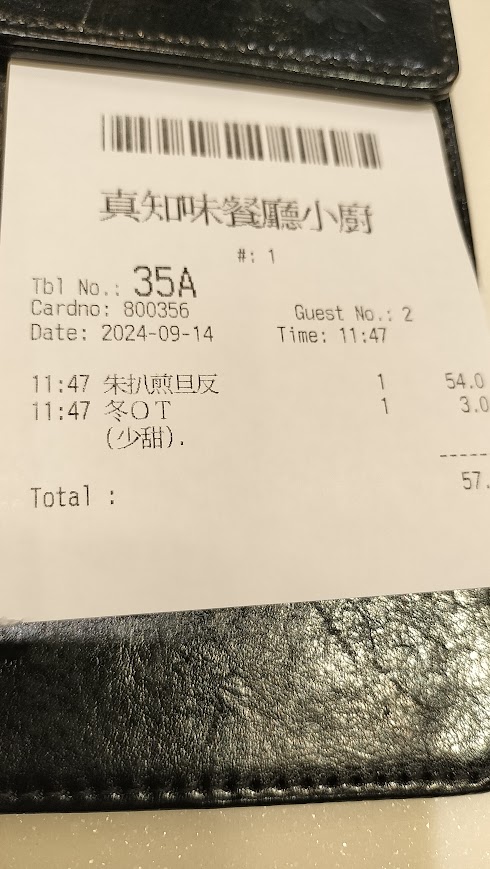 真知味餐廳小廚
#: 1
Tbl No.: 35A
Cardno: 800356 Guest No.: 2
Date: 2024-09-14 Time: 11:47
11:47 朱扒煎旦反 1 54.0
11:47 冬OT 1 3.0
(少甜).
------
Total : 57.